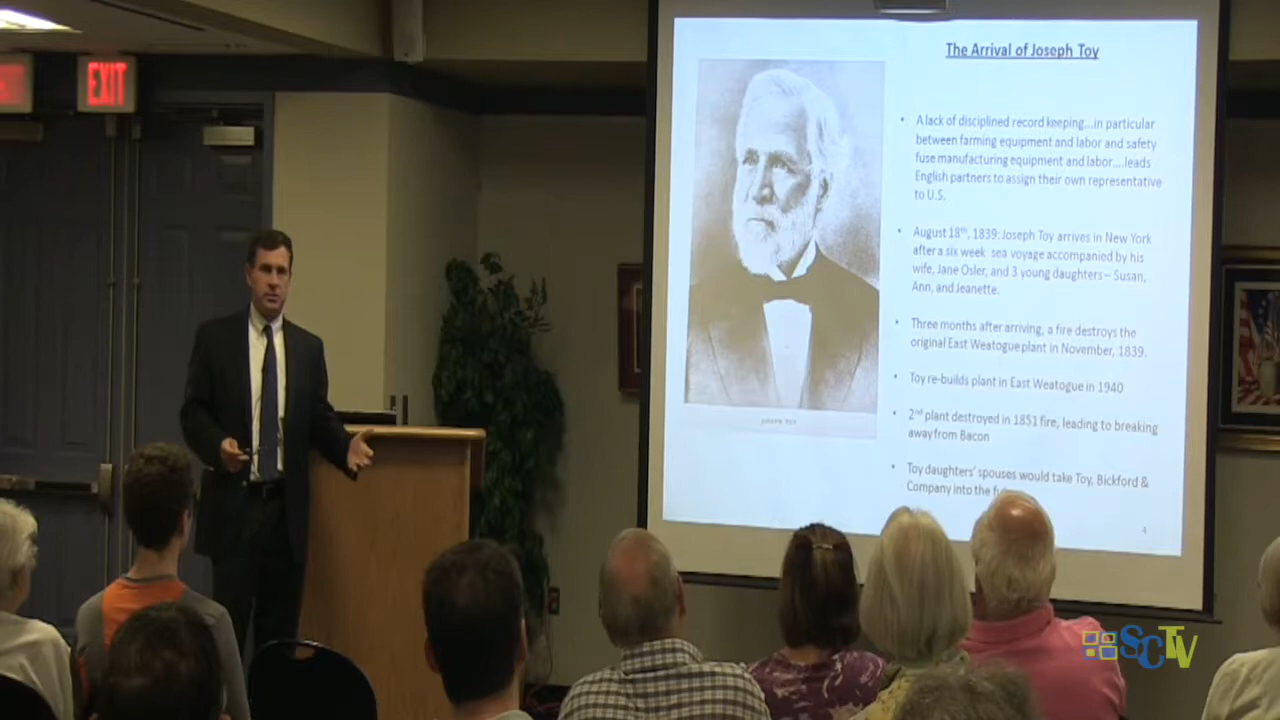 EXIT
The Arrival of Joseph Toy
• A lack of disciplined record keeping...in particular
between farming equipment and labor and safety
fuse manufacturing equipment and labor....leads
English partners to assign their own representative
to U.S.
• August 18th, 1839: Joseph Toy arrives in New York
after a six week sea voyage accompanied by his
wife, Jane Osler, and 3 young daughters – Susan,
Ann, and Jeanette.
• Three months after arriving, a fire destroys the
original East Weatogue plant in November, 1839.
• Toy re-builds plant in East Weatogue in 1940
• 2nd plant destroyed in 1851 fire, leading to breaking
away from Bacon
• Toy daughters' spouses would take Toy, Bickford &
Company into the
JOSEPH TOY
4
SCTV